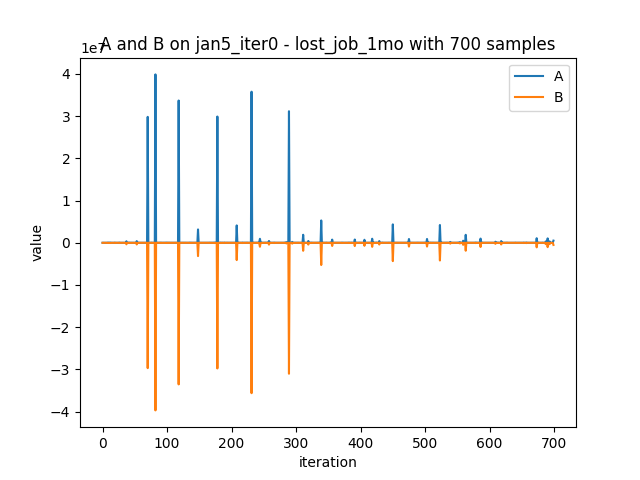 A and B on jan5_iter0 - lost_job_1mo with 700 samples
1e7
A
B
4
3
2
1
0
−1
−2
−3
−4
value
0
100
200
300
400
500
600
700
iteration